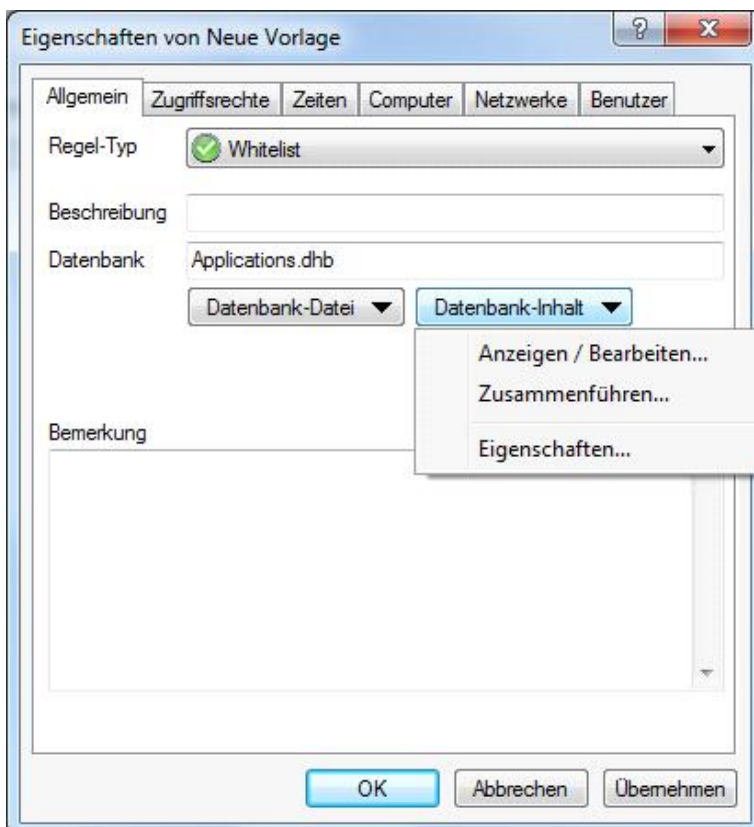 Eigenschaften von Neue Vorlage
Allgemein Zugriffsrechte Zeiten Computer Netzwerke Benutzer
Regel-Typ Whitelist
Beschreibung
Datenbank Applications.dhb
Datenbank-Datei Datenbank-Inhalt
Anzeigen / Bearbeiten...
Zusammenführen...
Eigenschaften...
Bemerkung
OK Abbrechen Übernehmen